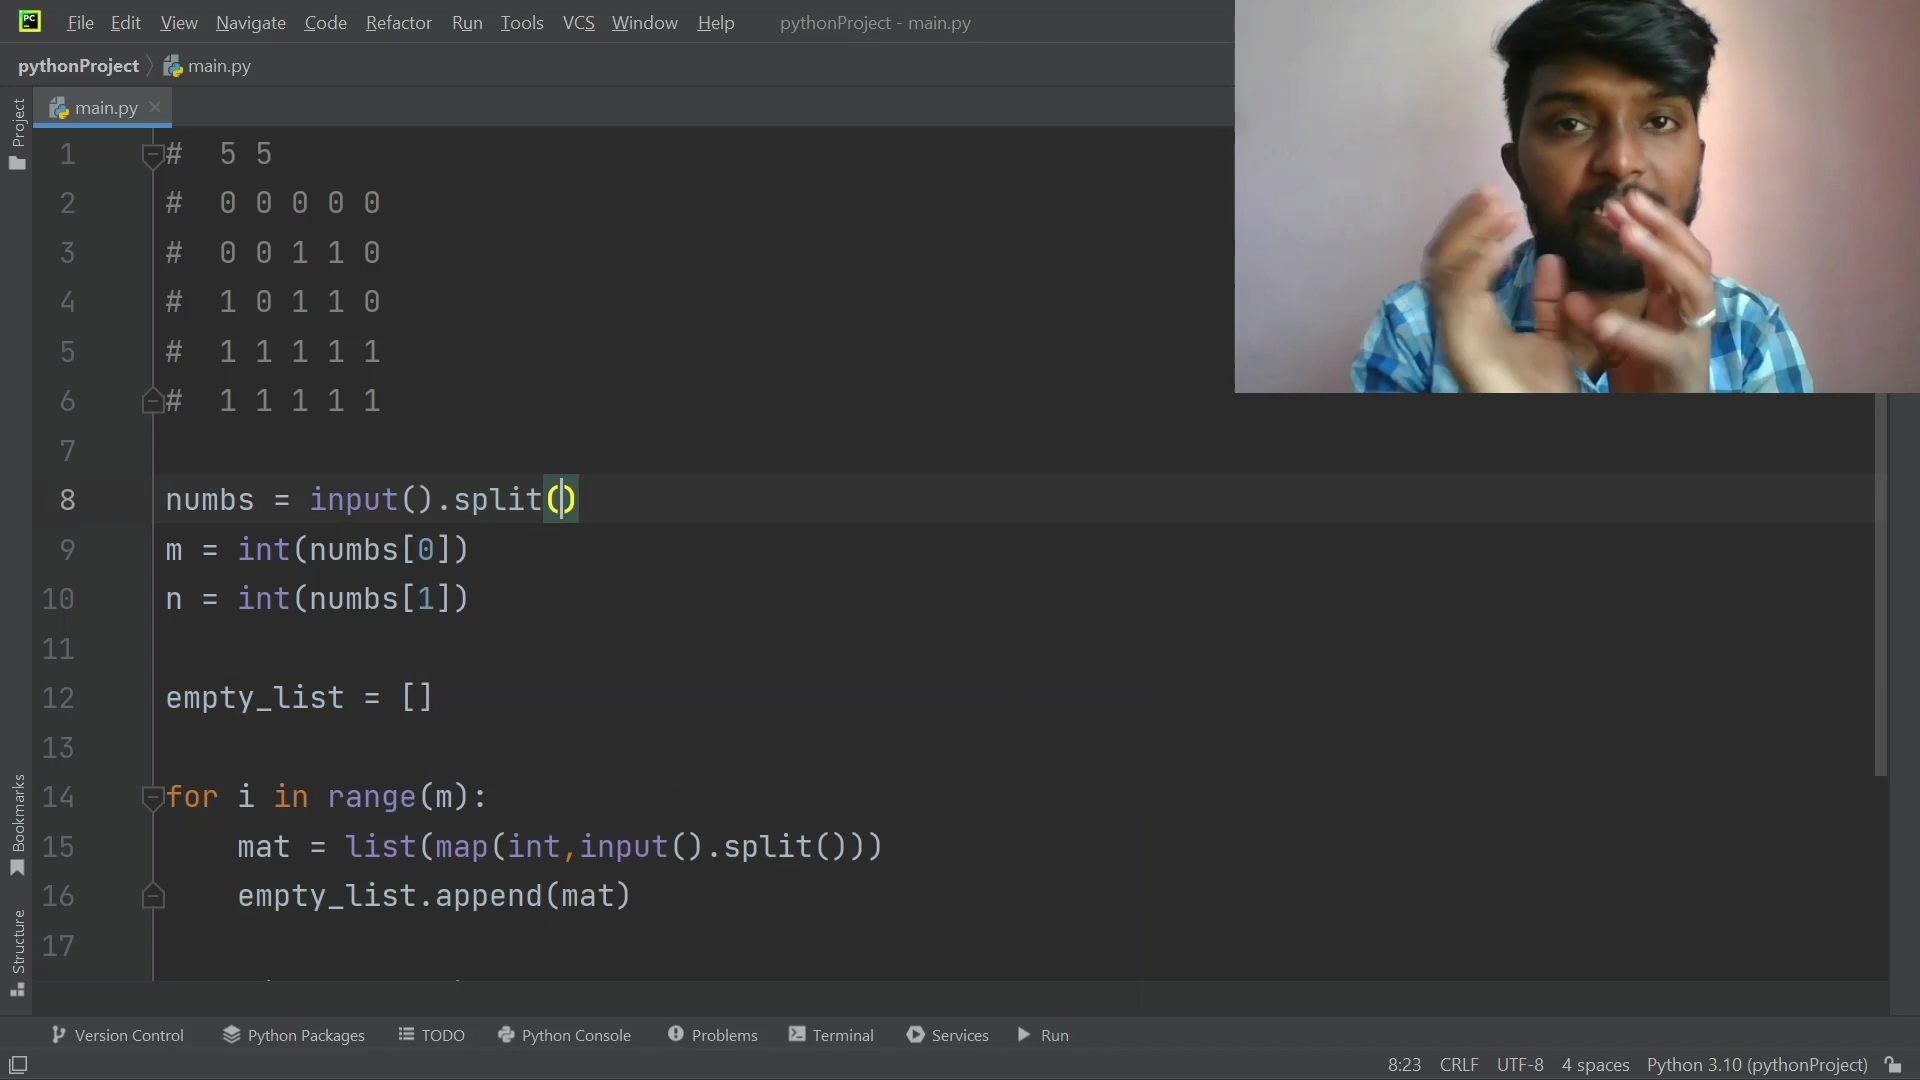 PC File Edit View Navigate Code Refactor Run Tools VCS Window Help pythonProject - main.py
pythonProject main.py
main.py
Project
Bookmarks
Structure
1 # 5 5
2 # 0 0 0 0 0
3 # 0 0 1 1 0
4 # 1 0 1 1 0
5 # 1 1 1 1 1
6 # 1 1 1 1 1
7
8 numbs = input().split()
9 m = int(numbs[0])
10 n = int(numbs[1])
11
12 empty_list = []
13
14 for i in range(m):
15 mat = list(map(int,input().split()))
16 empty_list.append(mat)
17
Version Control Python Packages TODO Python Console Problems Terminal Services Run
8:23 CRLF UTF-8 4 spaces Python 3.10 (pythonProject)